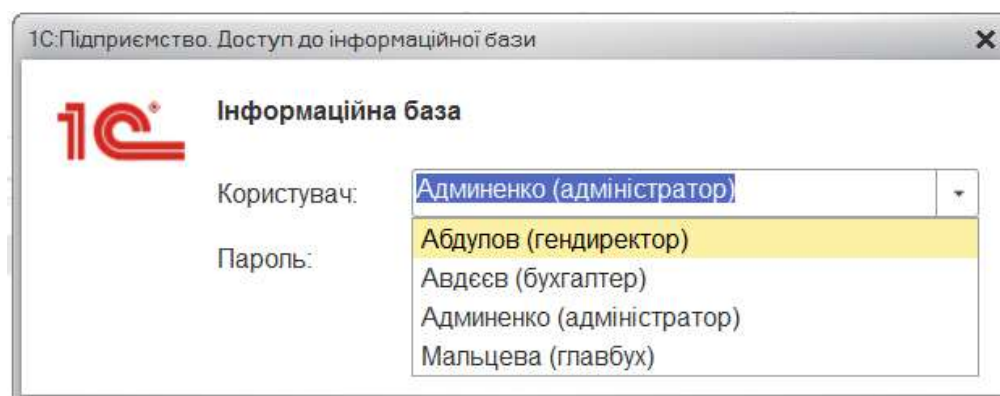 1С:Підприємство. Доступ до інформаційної бази
1С
Інформаційна база
Користувач: Админенко (адміністратор)
Абдулов (гендиректор)
Пароль:
Авдєєв (бухгалтер)
Админенко (адміністратор)
Мальцева (главбух)